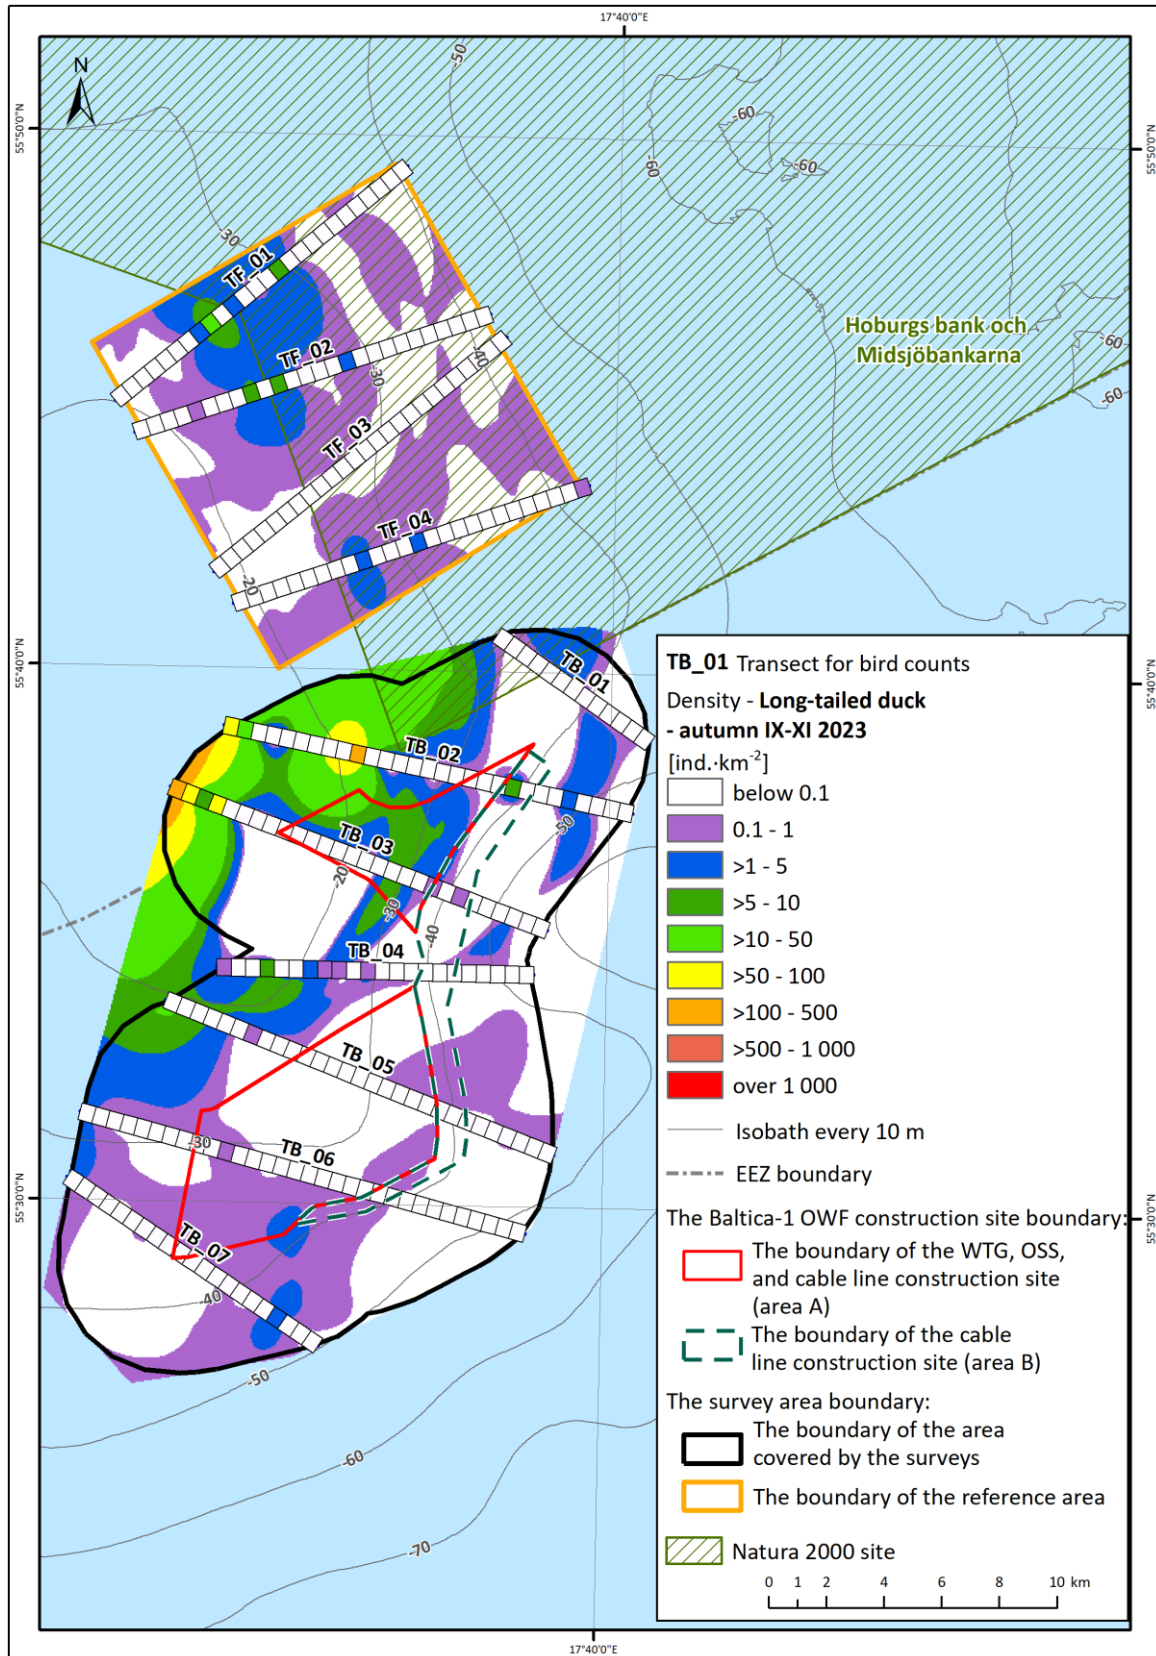 17°40'0"E
N
-50
55°50'0"N
55°50'0"N
-60
-60
-60
-30
TF_01
Hoburgs bank och
Midsjöbankarna
-60
TF_02
-40
-30
-60
TF_03
TF_04
-20
55°40'0"N
55°40'0"N
TB_01
TB_02
-50
TB_03
-20
-30
-40
TB_04
TB_05
-30
TB_06
55°30'0"N
55°30'0"N
TB_07
-40
-50
-60
-70
TB_01 Transect for bird counts
Density - Long-tailed duck
- autumn IX-XI 2023
[ind.·km⁻²]
below 0.1
0.1 - 1
>1 - 5
>5 - 10
>10 - 50
>50 - 100
>100 - 500
>500 - 1 000
over 1 000
Isobath every 10 m
EEZ boundary
The Baltica-1 OWF construction site boundary:
The boundary of the WTG, OSS,
and cable line construction site
(area A)
The boundary of the cable
line construction site (area B)
The survey area boundary:
The boundary of the area
covered by the surveys
The boundary of the reference area
Natura 2000 site
0 1 2 4 6 8 10 km
17°40'0"E